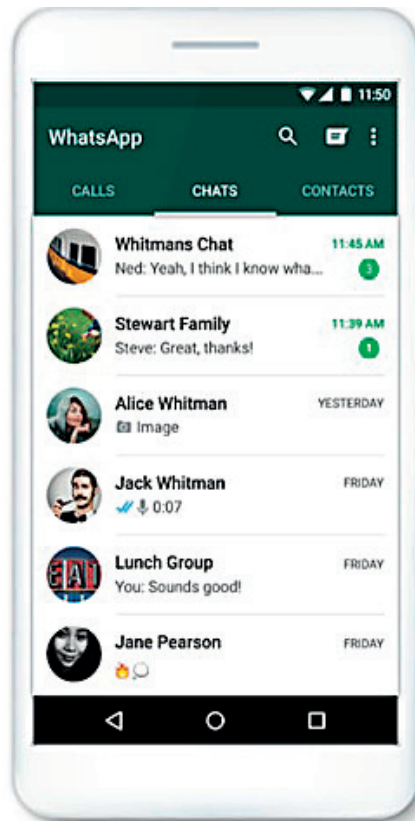 11:50
WhatsApp
CALLS CHATS CONTACTS
Whitmans Chat 11:45 AM
Ned: Yeah, I think I know wha... 3
Stewart Family 11:39 AM
Steve: Great, thanks! 1
Alice Whitman YESTERDAY
Image
Jack Whitman FRIDAY
0:07
EAT
Lunch Group FRIDAY
You: Sounds good!
Jane Pearson FRIDAY